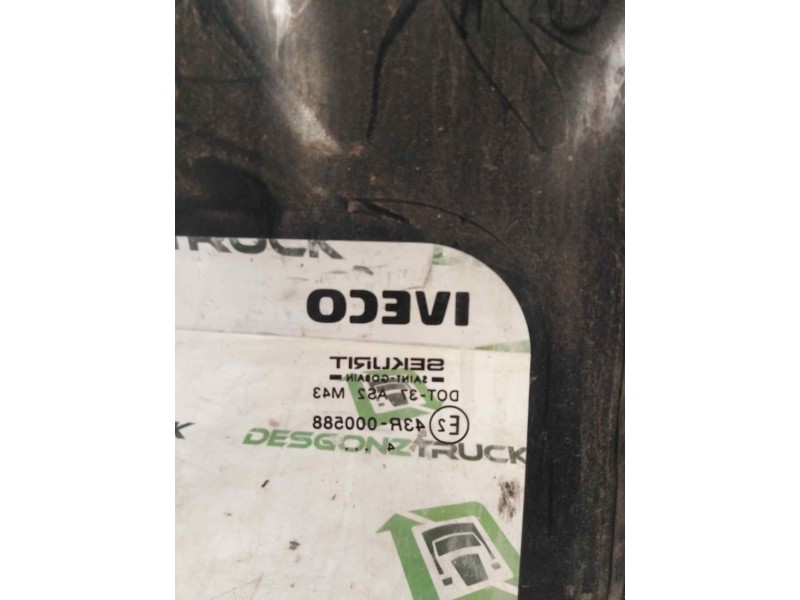 TRUCK
IVECO
SEKURIT
SAINT-GOBAIN
DOT-37 AS2 M43
E2 43R-000588
4 . . .
DESGONZTRUCK
K